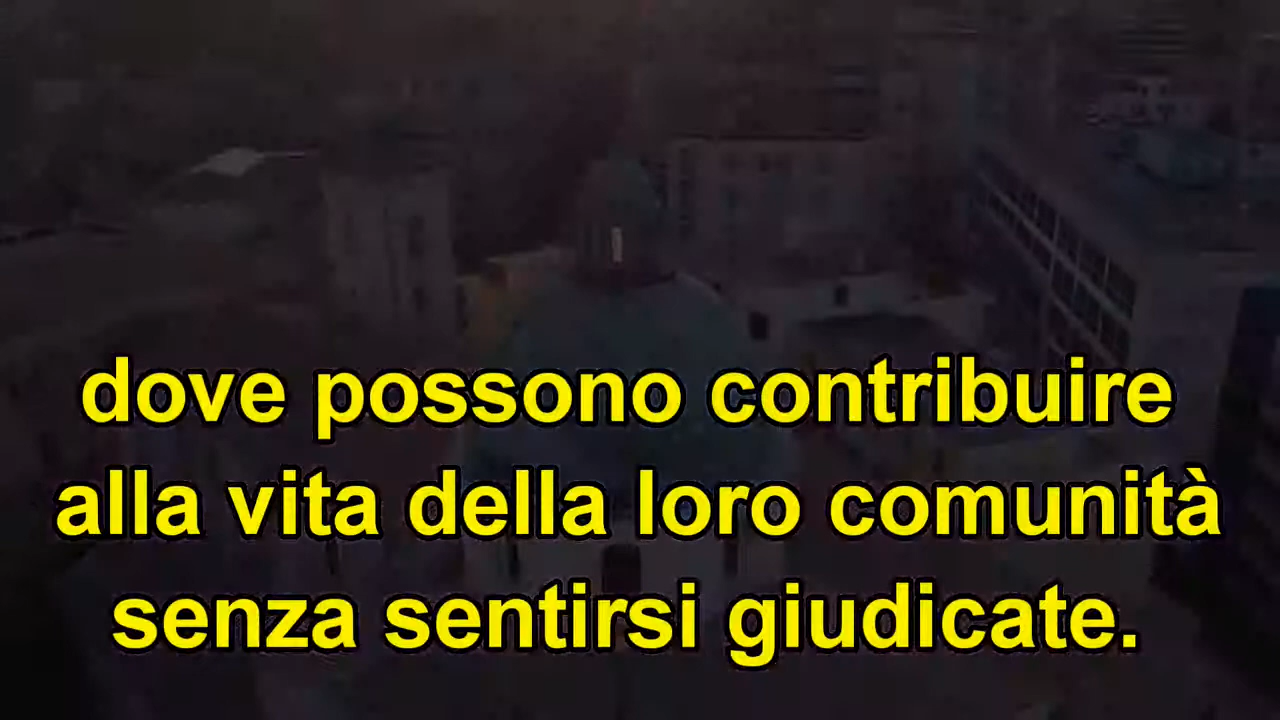 dove possono contribuire
alla vita della loro comunità
senza sentirsi giudicate.